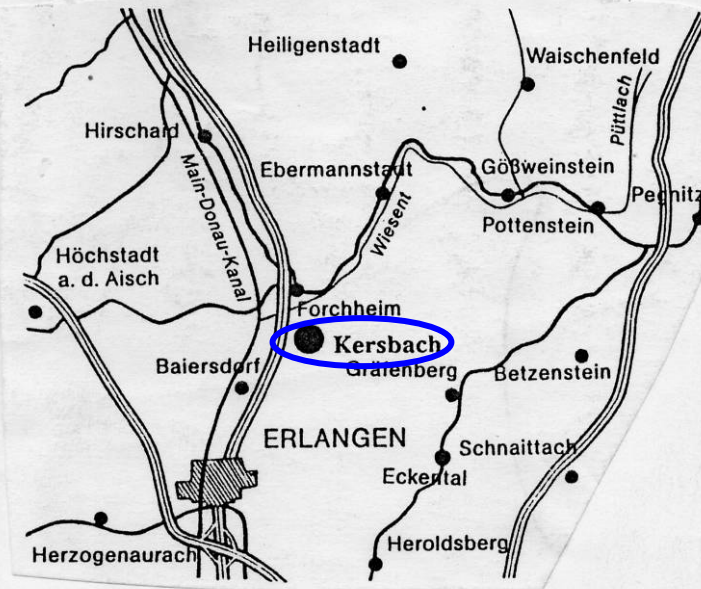 Heiligenstadt
Waischenfeld
Püttlach
Hirschaid
Main-Donau-Kanal
Ebermannstadt
Gößweinstein
Wiesent
Pottenstein
Pegnitz
Höchstadt
a. d. Aisch
Forchheim
Kersbach
Baiersdorf
Gräfenberg
Betzenstein
ERLANGEN
Schnaittach
Eckental
Herzogenaurach
Heroldsberg